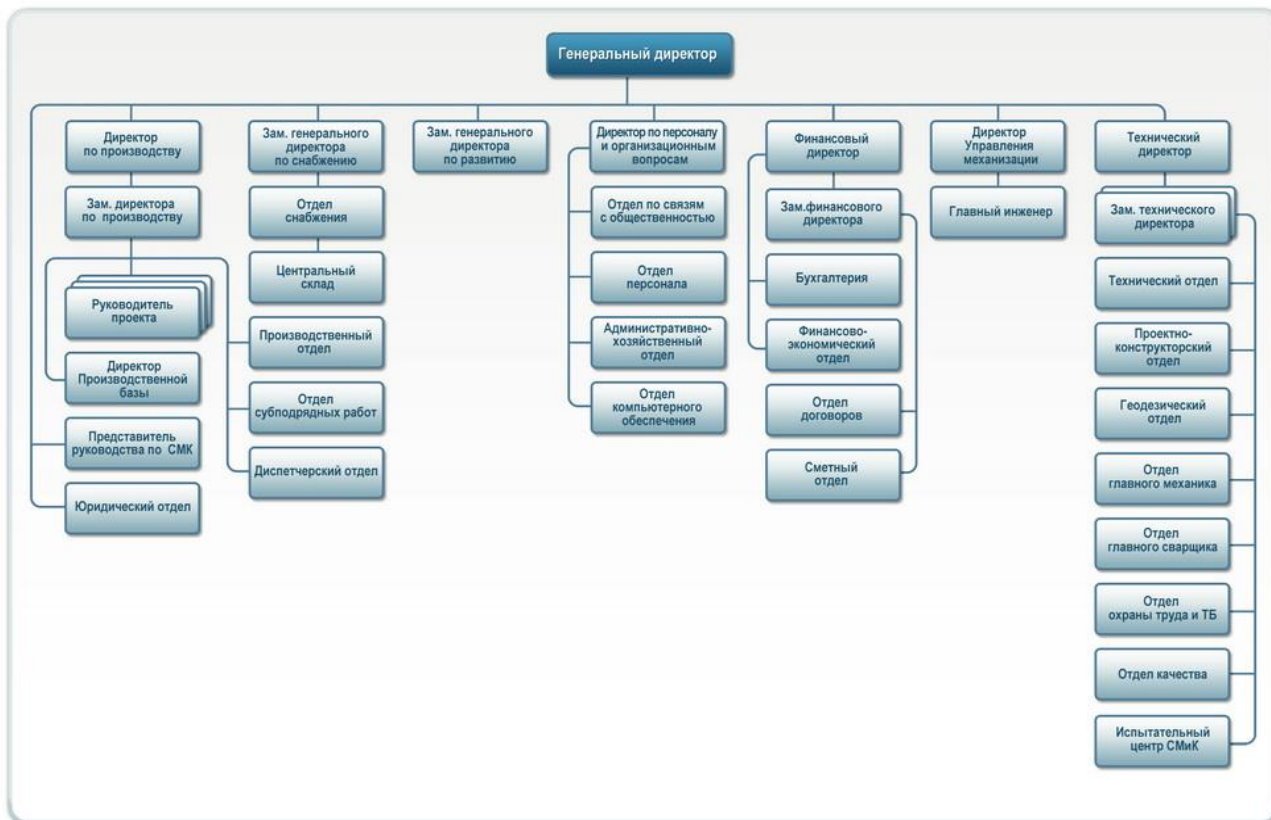 Генеральный директор
Директор
по производству
Зам. директора
по производству
Руководитель
проекта
Директор
Производственной
базы
Представитель
руководства по СМК
Юридический отдел
Зам. генерального
директора
по снабжению
Отдел
снабжения
Центральный
склад
Производственный
отдел
Отдел
субподрядных работ
Диспетчерский отдел
Зам. генерального
директора
по развитию
Директор по персоналу
и организационным
вопросам
Отдел по связям
с общественностью
Отдел
персонала
Административно-
хозяйственный
отдел
Отдел
компьютерного
обеспечения
Финансовый
директор
Зам.финансового
директора
Бухгалтерия
Финансово-
экономический
отдел
Отдел
договоров
Сметный
отдел
Директор
Управления
механизации
Главный инженер
Технический
директор
Зам. технического
директора
Технический отдел
Проектно-
конструкторский
отдел
Геодезический
отдел
Отдел
главного механика
Отдел
главного сварщика
Отдел
охраны труда и ТБ
Отдел качества
Испытательный
центр СМиК